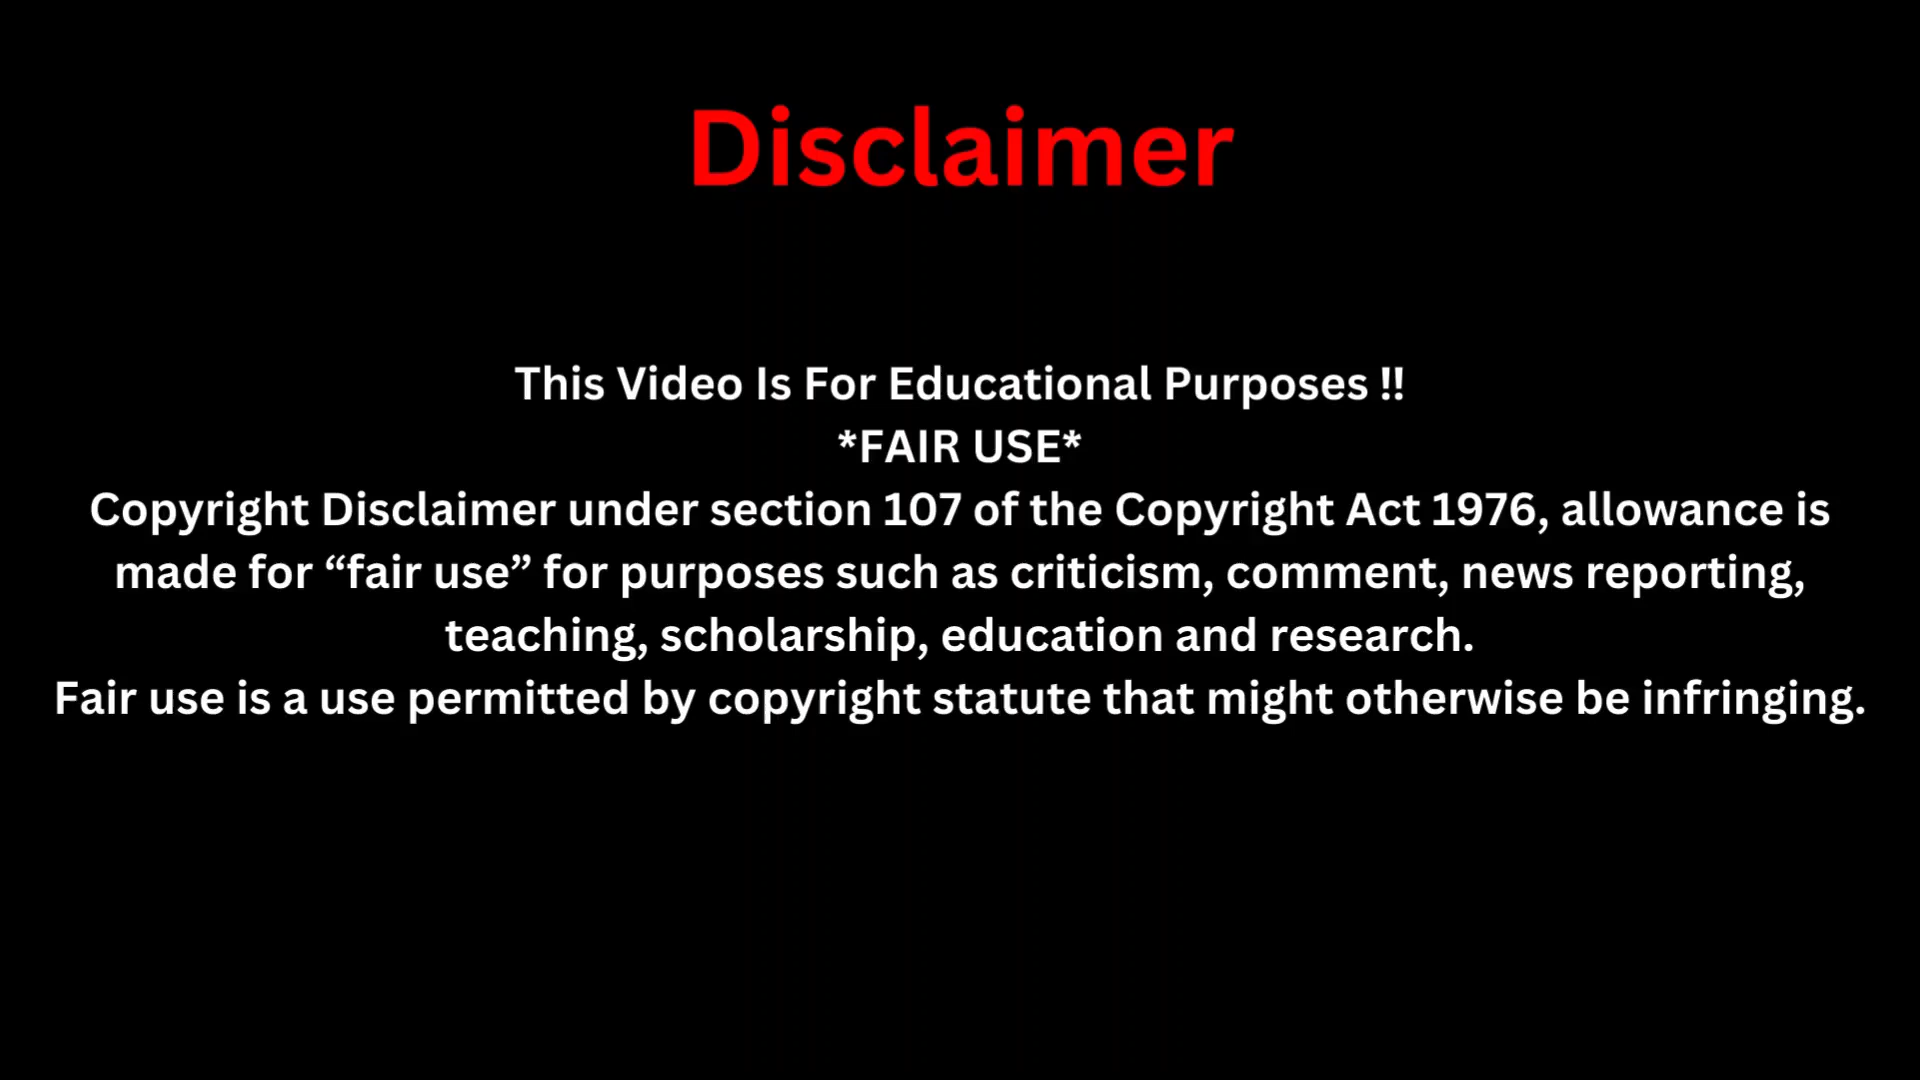 Disclaimer
This Video Is For Educational Purposes !!
*FAIR USE*
Copyright Disclaimer under section 107 of the Copyright Act 1976, allowance is
made for “fair use” for purposes such as criticism, comment, news reporting,
teaching, scholarship, education and research.
Fair use is a use permitted by copyright statute that might otherwise be infringing.